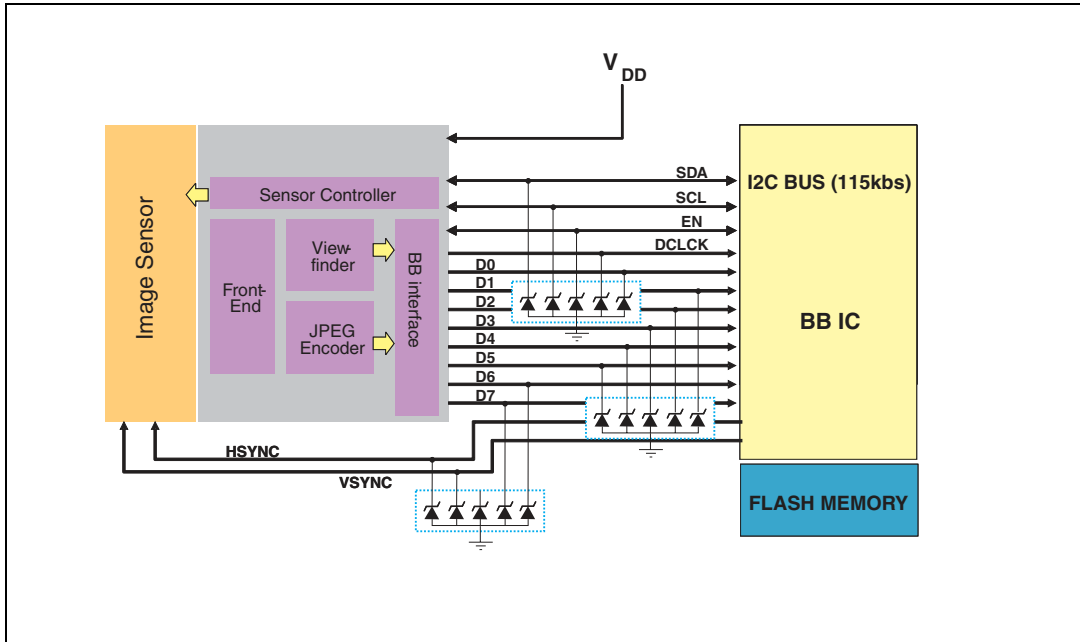 V
DD
Image Sensor
Sensor Controller
Front-
End
View-
finder
JPEG
Encoder
BB interface
SDA
SCL
EN
DCLCK
D0
D1
D2
D3
D4
D5
D6
D7
HSYNC
VSYNC
I2C BUS (115kbs)
BB IC
FLASH MEMORY